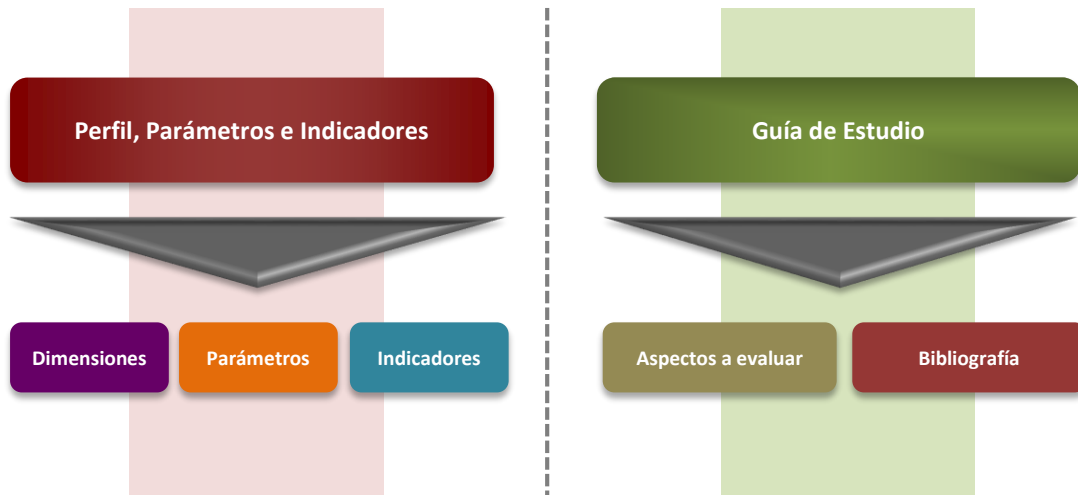 Perfil, Parámetros e Indicadores
Guía de Estudio
Dimensiones
Parámetros
Indicadores
Aspectos a evaluar
Bibliografía